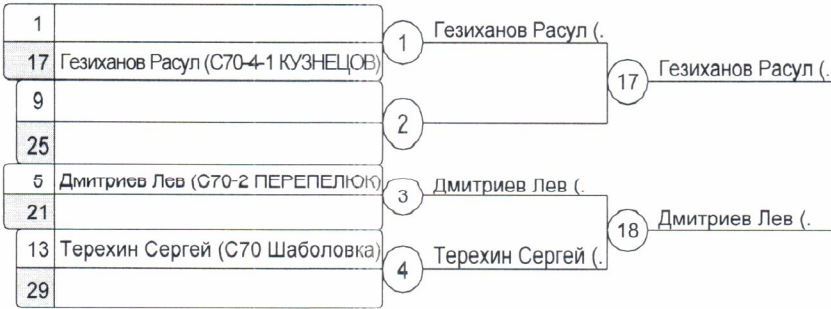 1
17 Гезиханов Расул (С70-4-1 КУЗНЕЦОВ)
1
Гезиханов Расул (.
9
25
2
17
Гезиханов Расул (.
5 Дмитриев Лев (С70-2 ПЕРЕПЕЛЮК)
21
3
Дмитриев Лев (.
13 Терехин Сергей (С70 Шаболовка)
29
4
Терехин Сергей (.
18
Дмитриев Лев (.